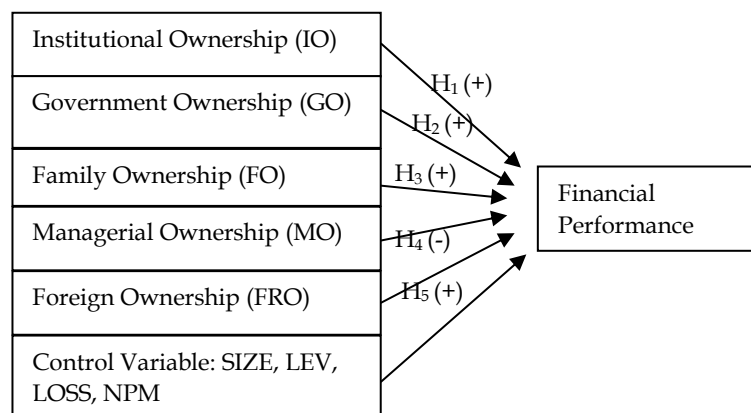 Institutional Ownership (IO)
H₁ (+)
Government Ownership (GO)
H₂ (+)
Family Ownership (FO)
H₃ (+)
Financial
Performance
Managerial Ownership (MO)
H₄ (-)
Foreign Ownership (FRO)
H₅ (+)
Control Variable: SIZE, LEV,
LOSS, NPM